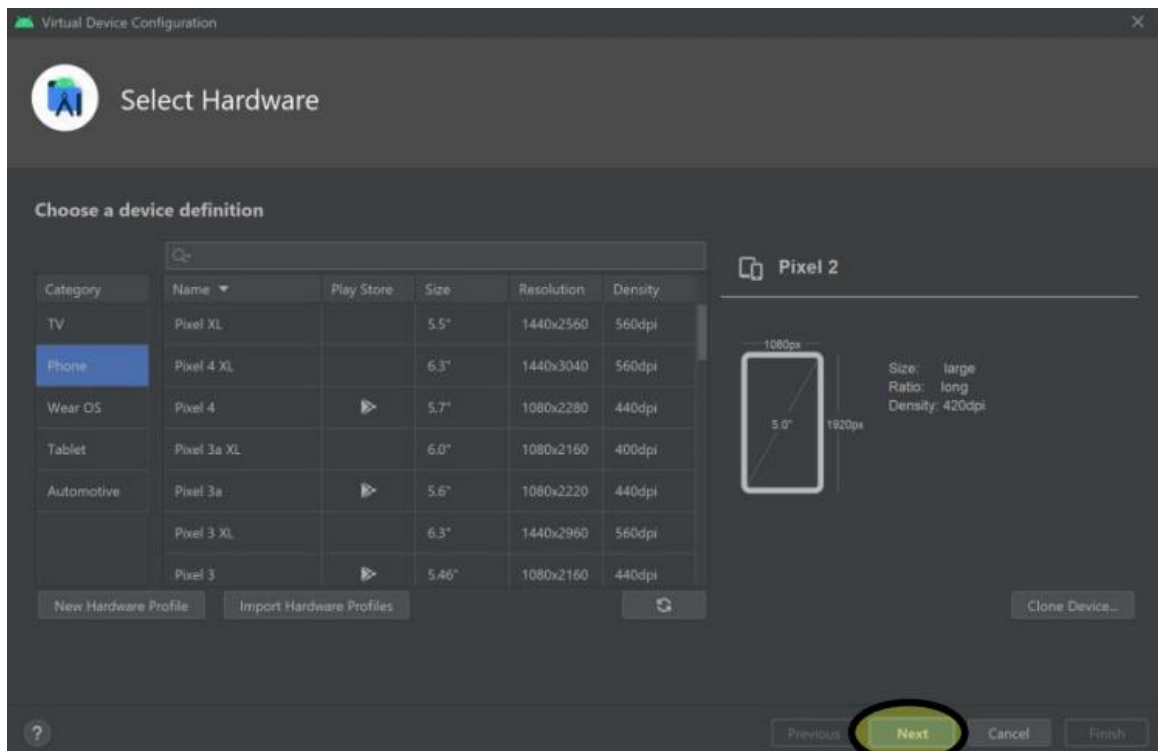 Virtual Device Configuration
Select Hardware
Choose a device definition
Category
TV
Phone
Wear OS
Tablet
Automotive
Name Play Store Size Resolution Density
Pixel XL 5.5" 1440x2560 560dpi
Pixel 4 XL 6.3" 1440x3040 560dpi
Pixel 4 5.7" 1080x2280 440dpi
Pixel 3a XL 6.0" 1080x2160 400dpi
Pixel 3a 5.6" 1080x2220 440dpi
Pixel 3 XL 6.3" 1440x2960 560dpi
Pixel 3 5.46" 1080x2160 440dpi
Pixel 2
1080px
5.0"
1920px
Size: large
Ratio: long
Density: 420dpi
New Hardware Profile Import Hardware Profiles Clone Device...
? Previous Next Cancel Finish